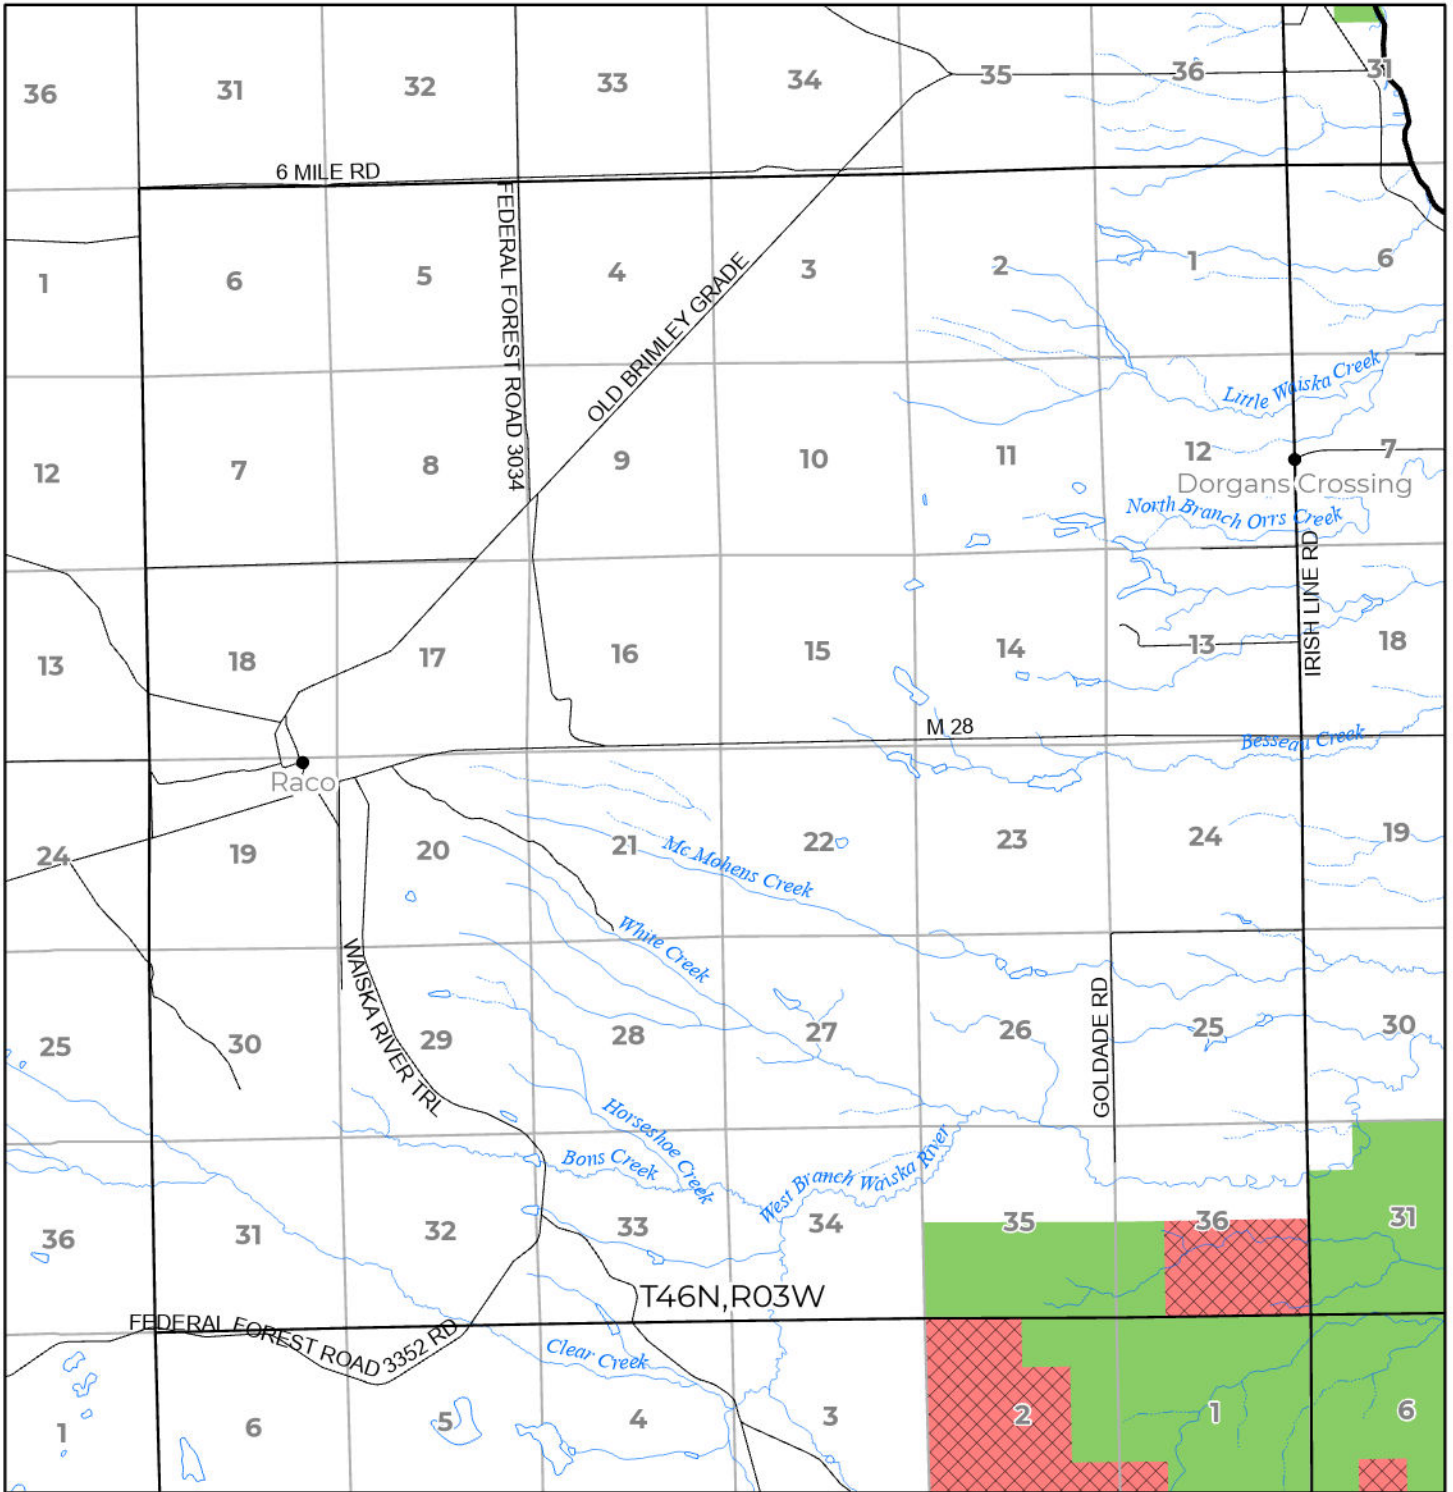 36 31 32 33 34 35 36 31
6 MILE RD
FEDERAL FOREST ROAD 3034
OLD BRIMLEY GRADE
1 6 5 4 3 2 1 6
Little Waiska Creek
12 7 8 9 10 11 12 7
Dorgans Crossing
North Branch Orrs Creek
IRISH LINE RD
13 18 17 16 15 14 13 18
M 28
Besseau Creek
Raco
24 19 20 21 22 23 24 19
Mc Mohens Creek
White Creek
WAISKA RIVER TRL
GOLDADE RD
25 30 29 28 27 26 25 30
Horseshoe Creek
Bons Creek
West Branch Waiska River
36 31 32 33 34 35 36 31
T46N,R03W
FEDERAL FOREST ROAD 3352 RD
Clear Creek
1 6 5 4 3 2 1 6